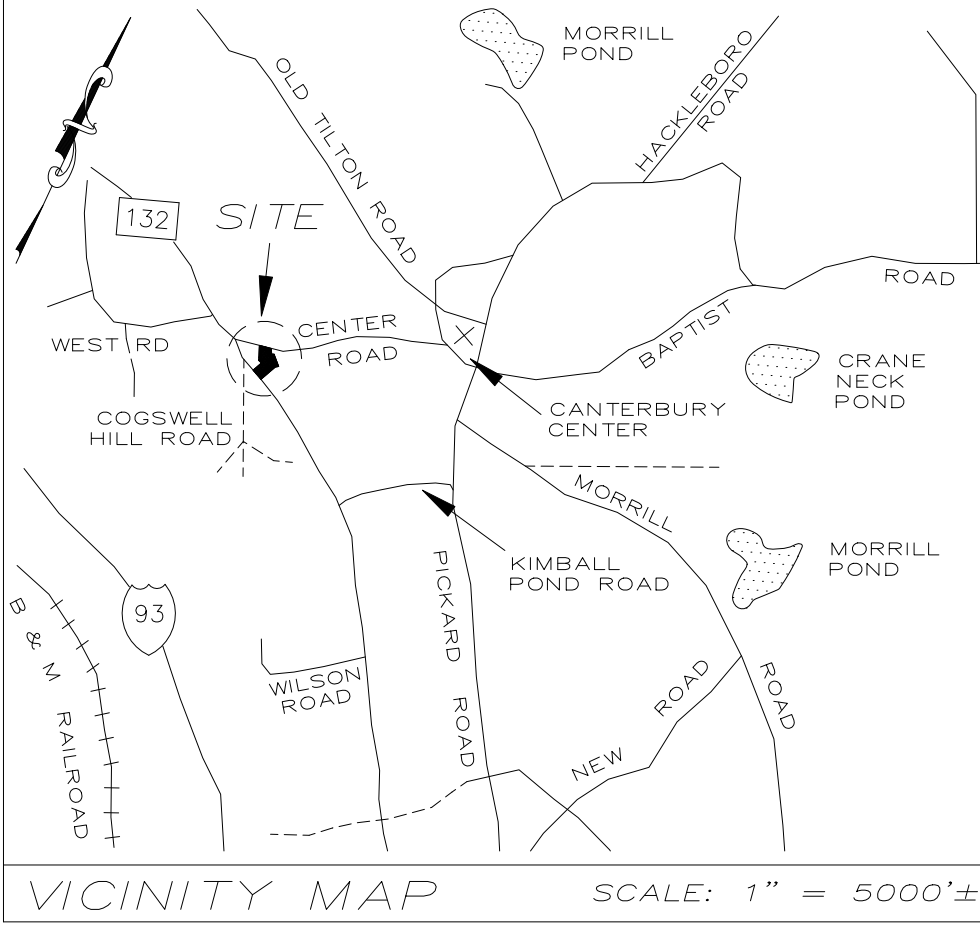 MORRILL
POND
HACKLEBORO
ROAD
OLD TILTON ROAD
132
SITE
CENTER
ROAD
WEST RD
BAPTIST
ROAD
CRANE
NECK
POND
COGSWELL
HILL ROAD
CANTERBURY
CENTER
MORRILL
ROAD
MORRILL
POND
KIMBALL
POND ROAD
PICKARD ROAD
93
B & M RAILROAD
WILSON
ROAD
NEW ROAD
VICINITY MAP
SCALE: 1" = 5000'±